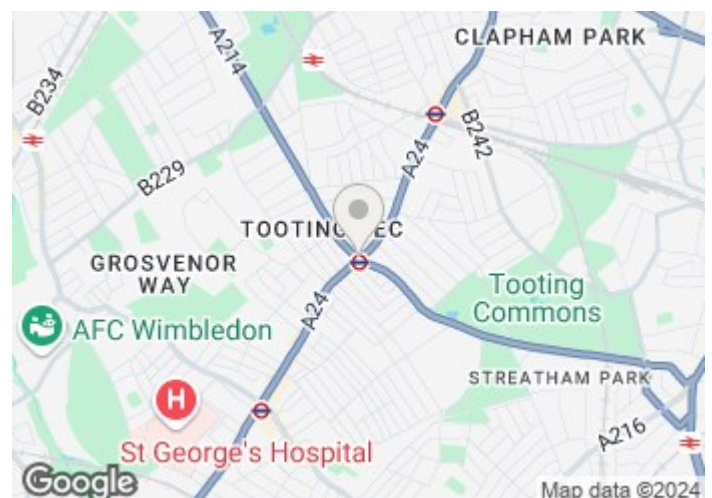 CLAPHAM PARK
A214
B234
B242
A24
B229
TOOTING BEC
GROSVENOR
WAY
Tooting
Commons
A24
AFC Wimbledon
STREATHAM PARK
H
St George's Hospital
A216
Google
Map data ©2024